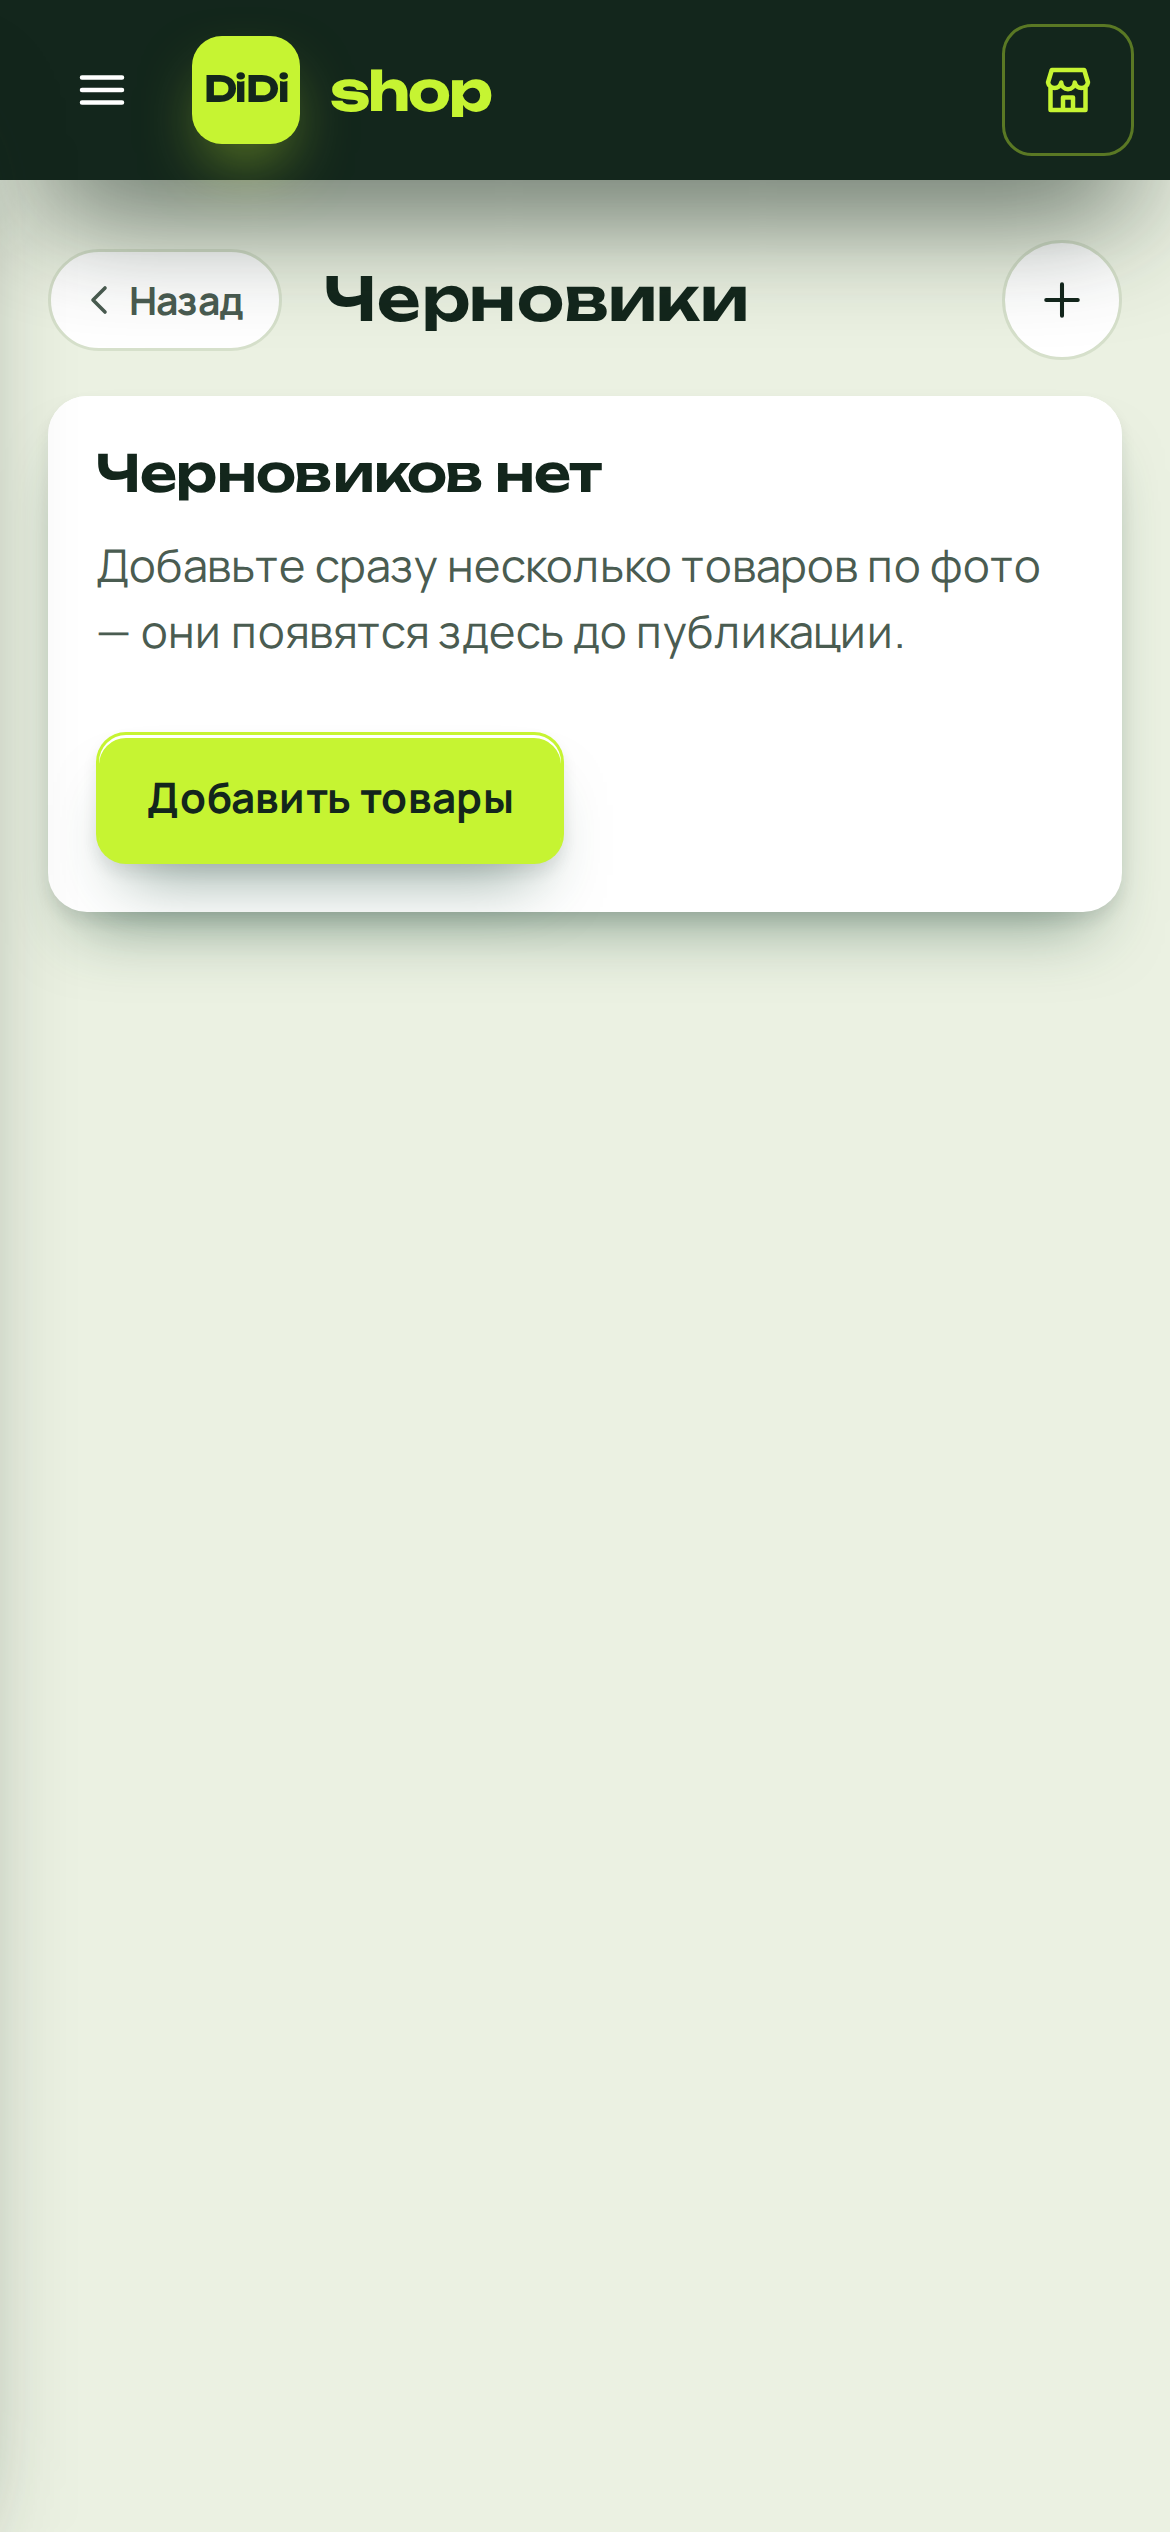 DiDi shop
Назад
Черновики
Черновиков нет
Добавьте сразу несколько товаров по фото
— они появятся здесь до публикации.
Добавить товары